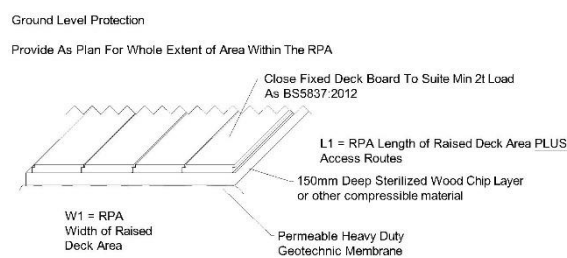 Ground Level Protection
Provide As Plan For Whole Extent of Area Within The RPA
Close Fixed Deck Board To Suite Min 2t Load
As BS5837:2012
L1 = RPA Length of Raised Deck Area PLUS
Access Routes
150mm Deep Sterilized Wood Chip Layer
or other compressible material
W1 = RPA
Width of Raised
Deck Area
Permeable Heavy Duty
Geotechnic Membrane